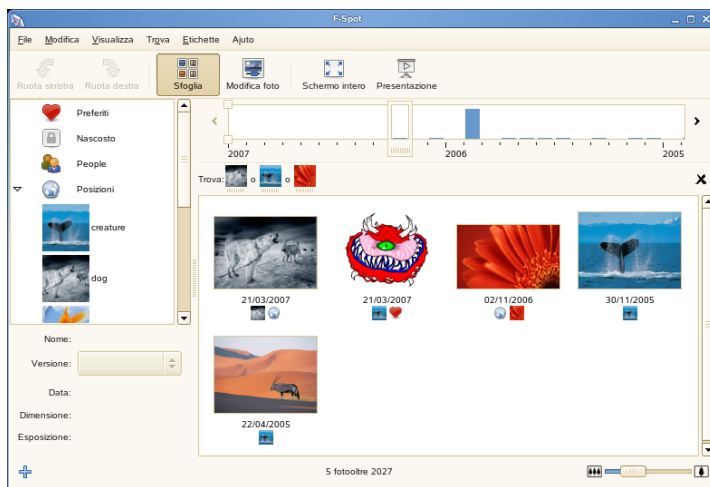 F-Spot
File Modifica Visualizza Trova Etichette Aiuto
Ruota sinistra Ruota destra Sfoglia Modifica foto Schermo intero Presentazione
Preferiti
Nascosto
People
Posizioni
creature
dog
2007 2006 2005
Trova: o o
21/03/2007 21/03/2007 02/11/2006 30/11/2005
22/04/2005
Nome:
Versione:
Data:
Dimensione:
Esposizione:
5 fotooltre 2027